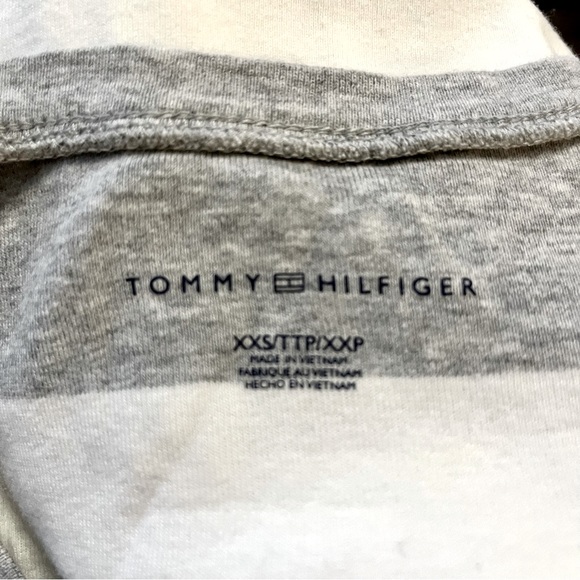 TOMMY HILFIGER
XXS/TTP/XXP
MADE IN VIETNAM
FABRIQUÉ AU VIETNAM
HECHO EN VIETNAM